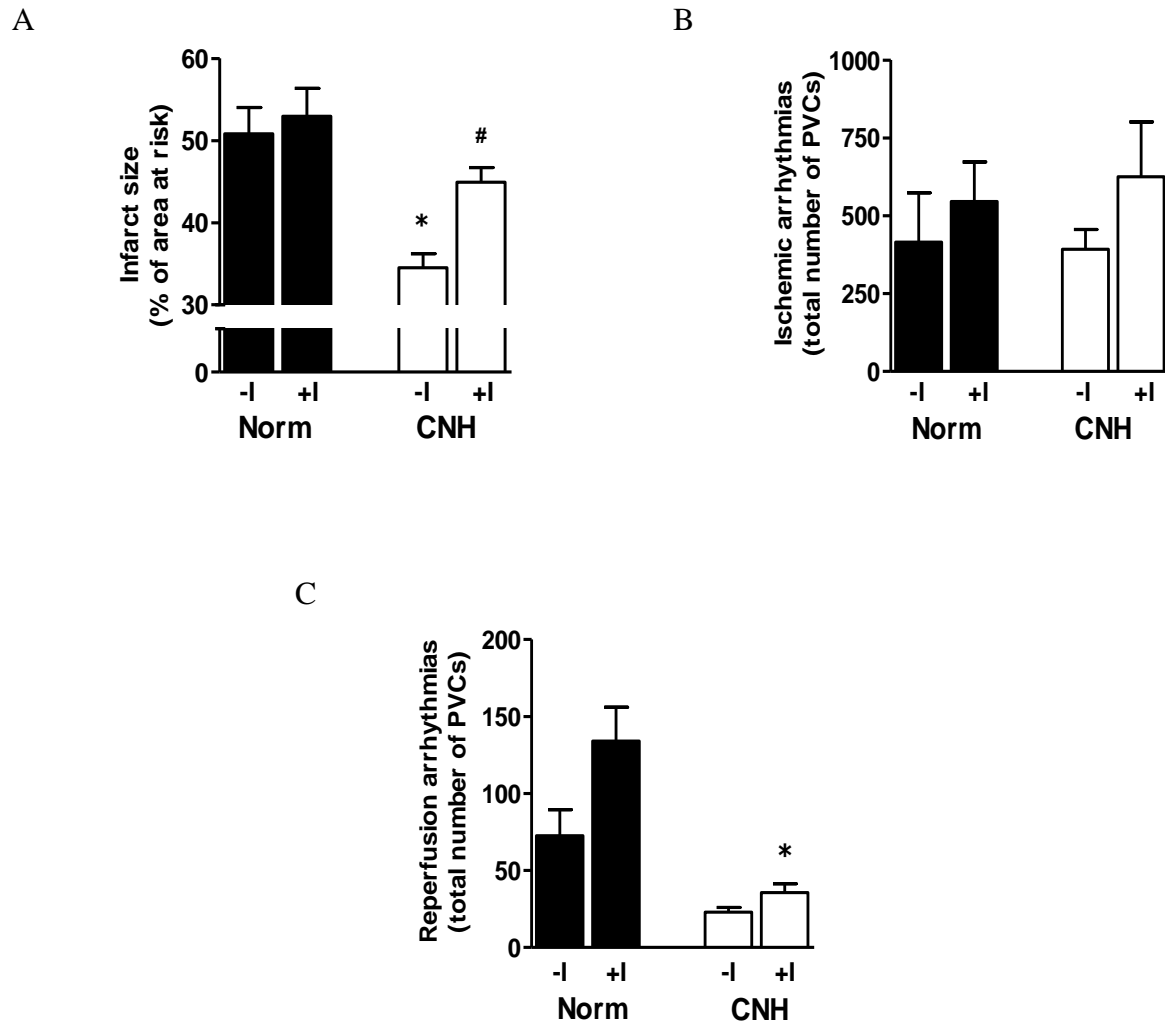 A
Infarct size
(% of area at risk)
60
50
40
30
0
*
#
-I +I -I +I
Norm CNH
B
Ischemic arrhythmias
(total number of PVCs)
1000
750
500
250
0
-I +I -I +I
Norm CNH
C
Reperfusion arrhythmias
(total number of PVCs)
200
150
100
50
0
*
-I +I -I +I
Norm CNH